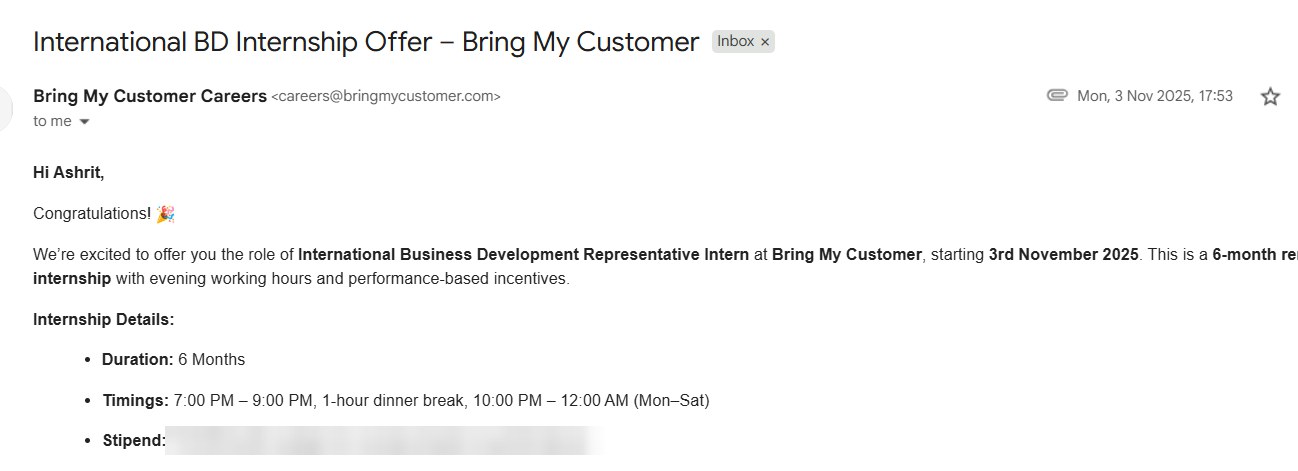 International BD Internship Offer – Bring My Customer Inbox ×
Bring My Customer Careers <careers@bringmycustomer.com> Mon, 3 Nov 2025, 17:53
to me
Hi Ashrit,
Congratulations! 🎉
We’re excited to offer you the role of International Business Development Representative Intern at Bring My Customer, starting 3rd November 2025. This is a 6-month
internship with evening working hours and performance-based incentives.
Internship Details:
• Duration: 6 Months
• Timings: 7:00 PM – 9:00 PM, 1-hour dinner break, 10:00 PM – 12:00 AM (Mon–Sat)
• Stipend: